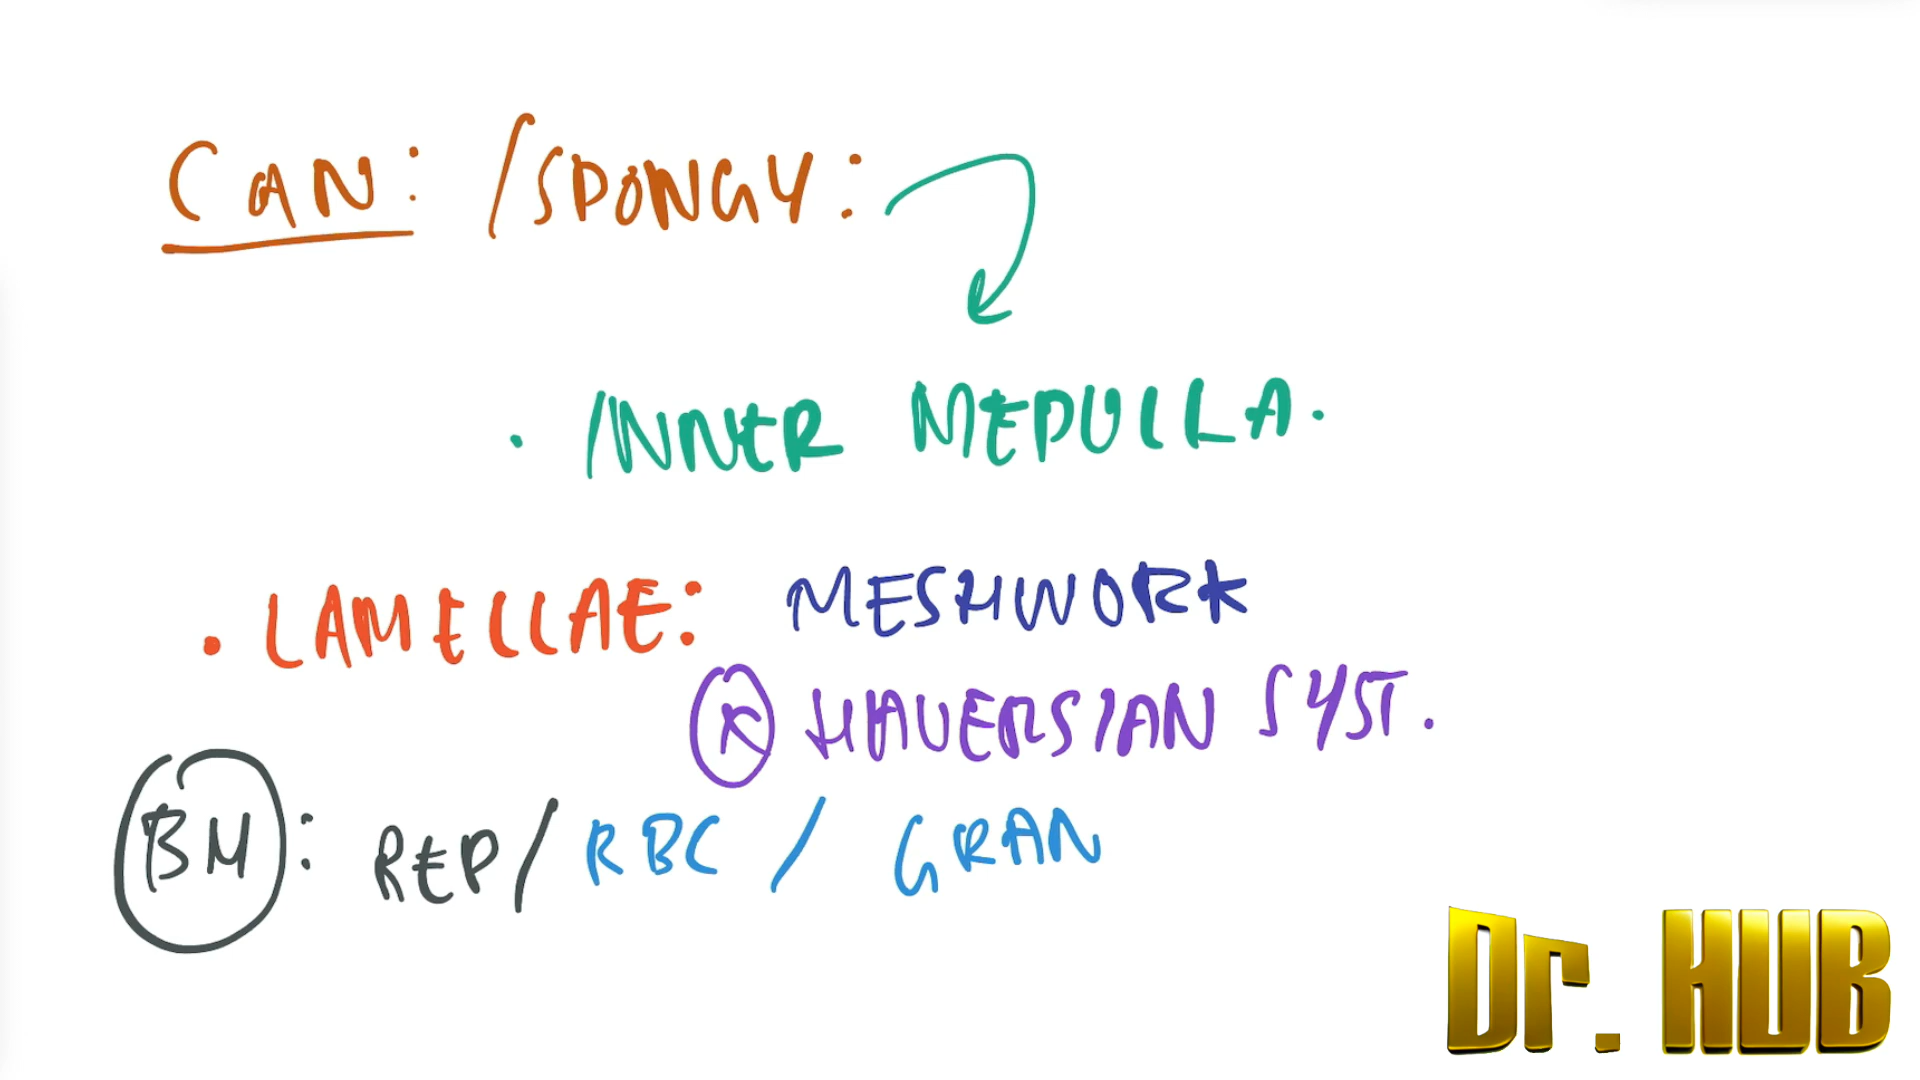 CAN: /SPONGY:
. INNER MEDULLA.
. LAMELLAE: MESHWORK
X HAVERSIAN SYST.
BM: RED/ RBC / GRAN
Dr. HUB